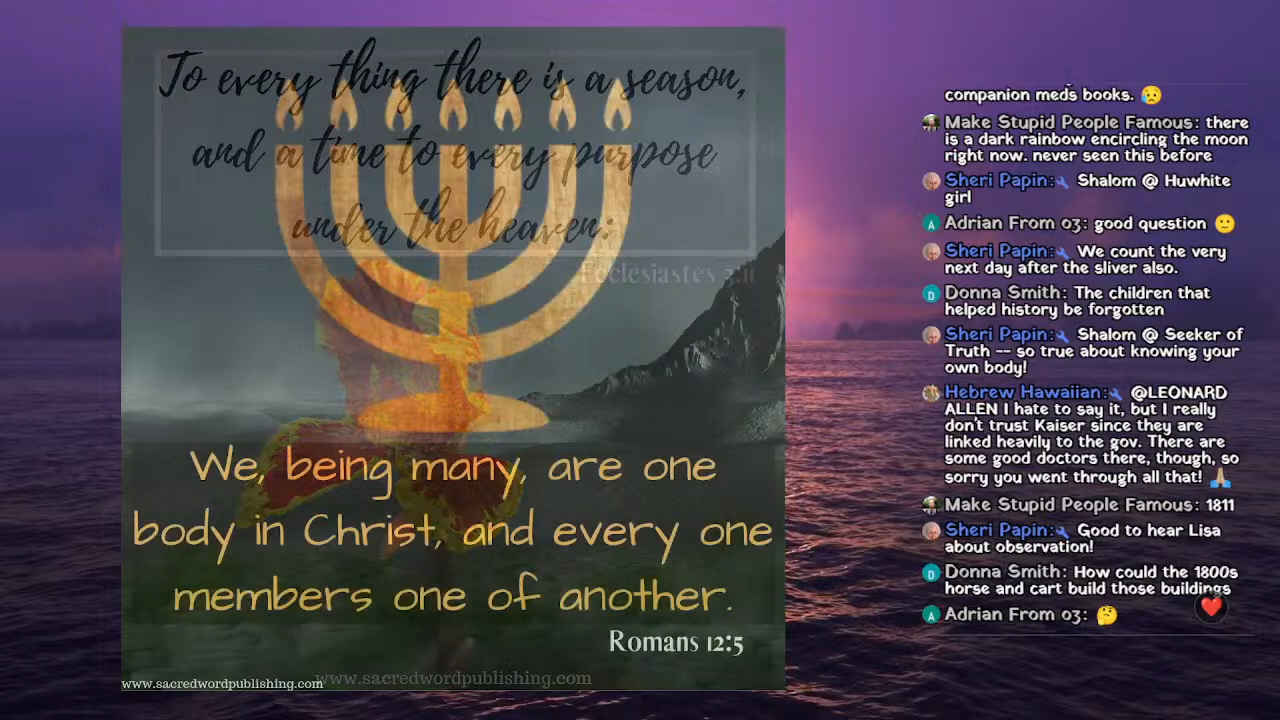 To every thing there is a season,
and a time to every purpose
under the heaven:
Ecclesiastes 3:1
We, being many, are one
body in Christ, and every one
members one of another.
Romans 12:5
www.sacredwordpublishing.com
www.sacredwordpublishing.com
companion meds books. 😥
Make Stupid People Famous: there
is a dark rainbow encircling the moon
right now. never seen this before
Sheri Papin:🔧 Shalom @ Huwhite
girl
A Adrian From 03: good question 🙂
Sheri Papin:🔧 We count the very
next day after the sliver also.
D Donna Smith: The children that
helped history be forgotten
Sheri Papin:🔧 Shalom @ Seeker of
Truth -- so true about knowing your
own body!
Hebrew Hawaiian:🔧 @LEONARD
ALLEN I hate to say it, but I really
don't trust Kaiser since they are
linked heavily to the gov. There are
some good doctors there, though, so
sorry you went through all that! 🙏🏽
Make Stupid People Famous: 1811
Sheri Papin:🔧 Good to hear Lisa
about observation!
D Donna Smith: How could the 1800s
horse and cart build those buildings
A Adrian From 03: 🤔